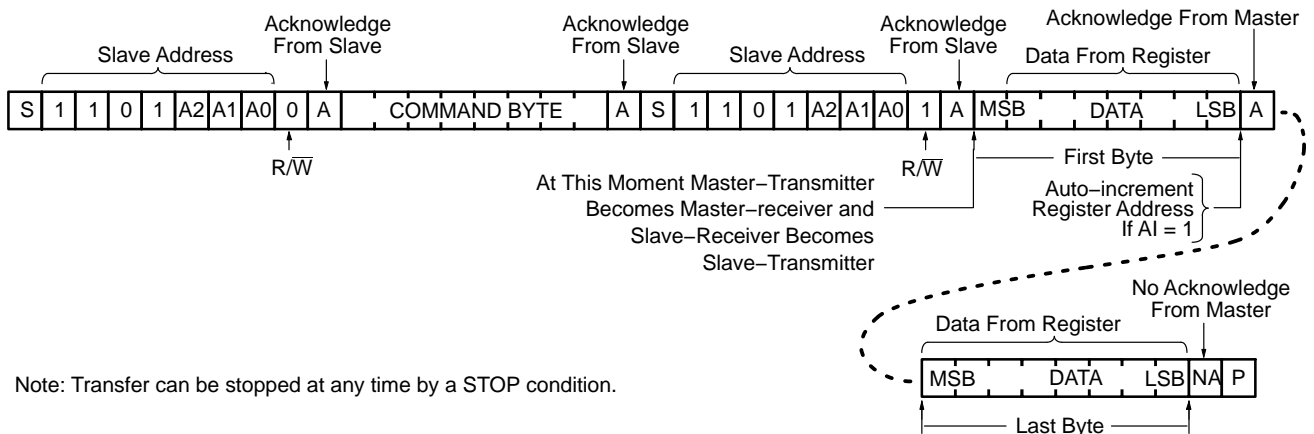 Acknowledge From Slave
Acknowledge From Slave
Acknowledge From Slave
Acknowledge From Master
Slave Address
Slave Address
Data From Register
S 1 1 0 1 A2 A1 A0 0 A COMMAND BYTE A S 1 1 0 1 A2 A1 A0 1 A MSB DATA LSB A
R/W̅
R/W̅
First Byte
At This Moment Master−Transmitter
Becomes Master−receiver and
Slave−Receiver Becomes
Slave−Transmitter
Auto−increment
Register Address
If AI = 1
No Acknowledge
From Master
Data From Register
MSB DATA LSB NA P
Last Byte
Note: Transfer can be stopped at any time by a STOP condition.